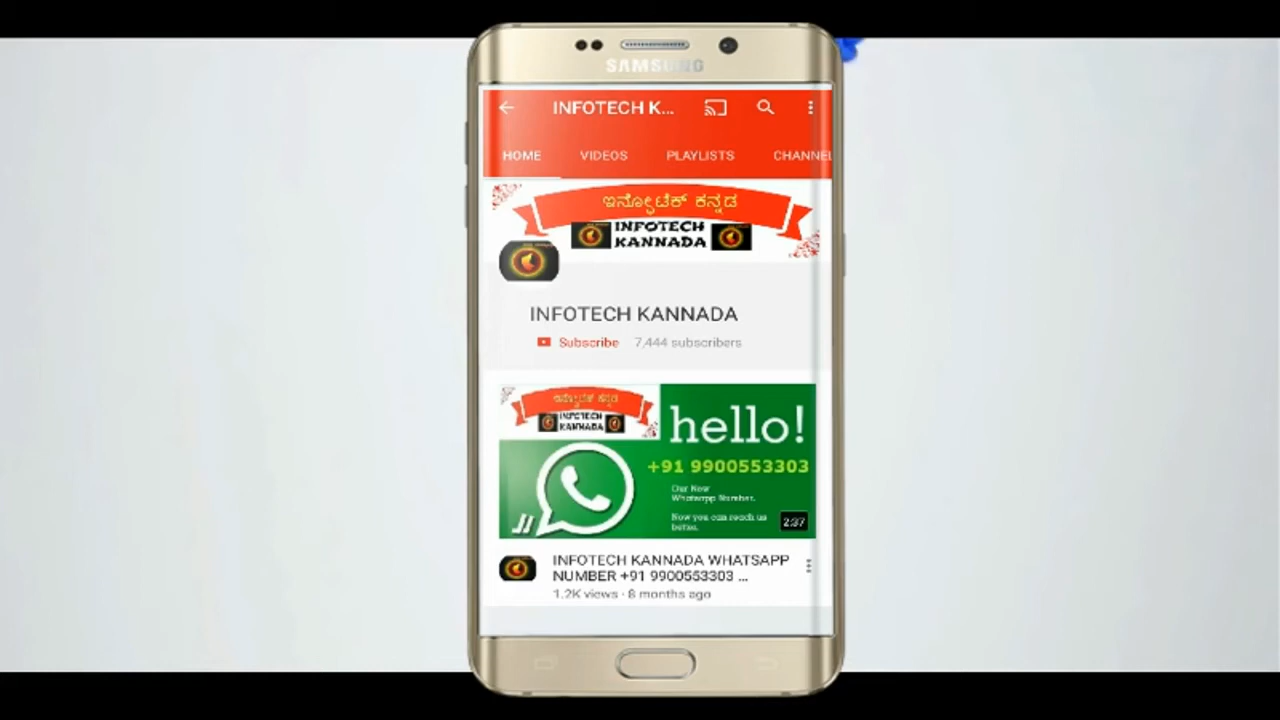 SAMSUNG
INFOTECH K...
HOME VIDEOS PLAYLISTS CHANNEL
ಇನ್ಫೋಟೆಕ್ ಕನ್ನಡ
INFOTECH
KANNADA
INFOTECH KANNADA
Subscribe 7,444 subscribers
ಇನ್ಫೋಟೆಕ್ ಕನ್ನಡ
INFOTECH
KANNADA
hello!
+91 9900553303
Our New
Whatsapp Number.
Now you can reach us
better.
2:37
INFOTECH KANNADA WHATSAPP
NUMBER +91 9900553303 ...
1.2K views · 8 months ago